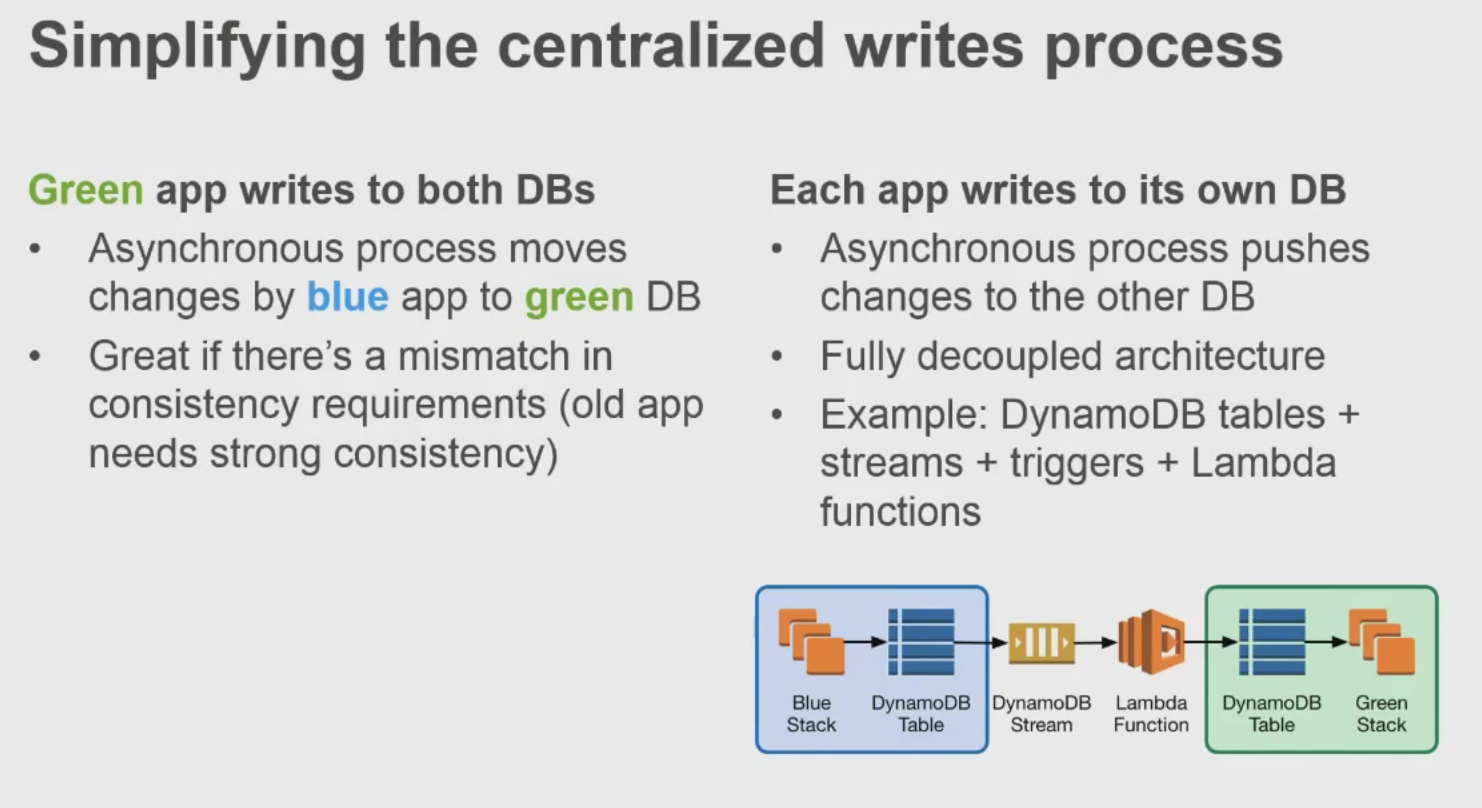 Simplifying the centralized writes process
Green app writes to both DBs
• Asynchronous process moves
changes by blue app to green DB
• Great if there’s a mismatch in
consistency requirements (old app
needs strong consistency)
Each app writes to its own DB
• Asynchronous process pushes
changes to the other DB
• Fully decoupled architecture
• Example: DynamoDB tables +
streams + triggers + Lambda
functions
Blue
Stack
DynamoDB
Table
DynamoDB
Stream
Lambda
Function
DynamoDB
Table
Green
Stack